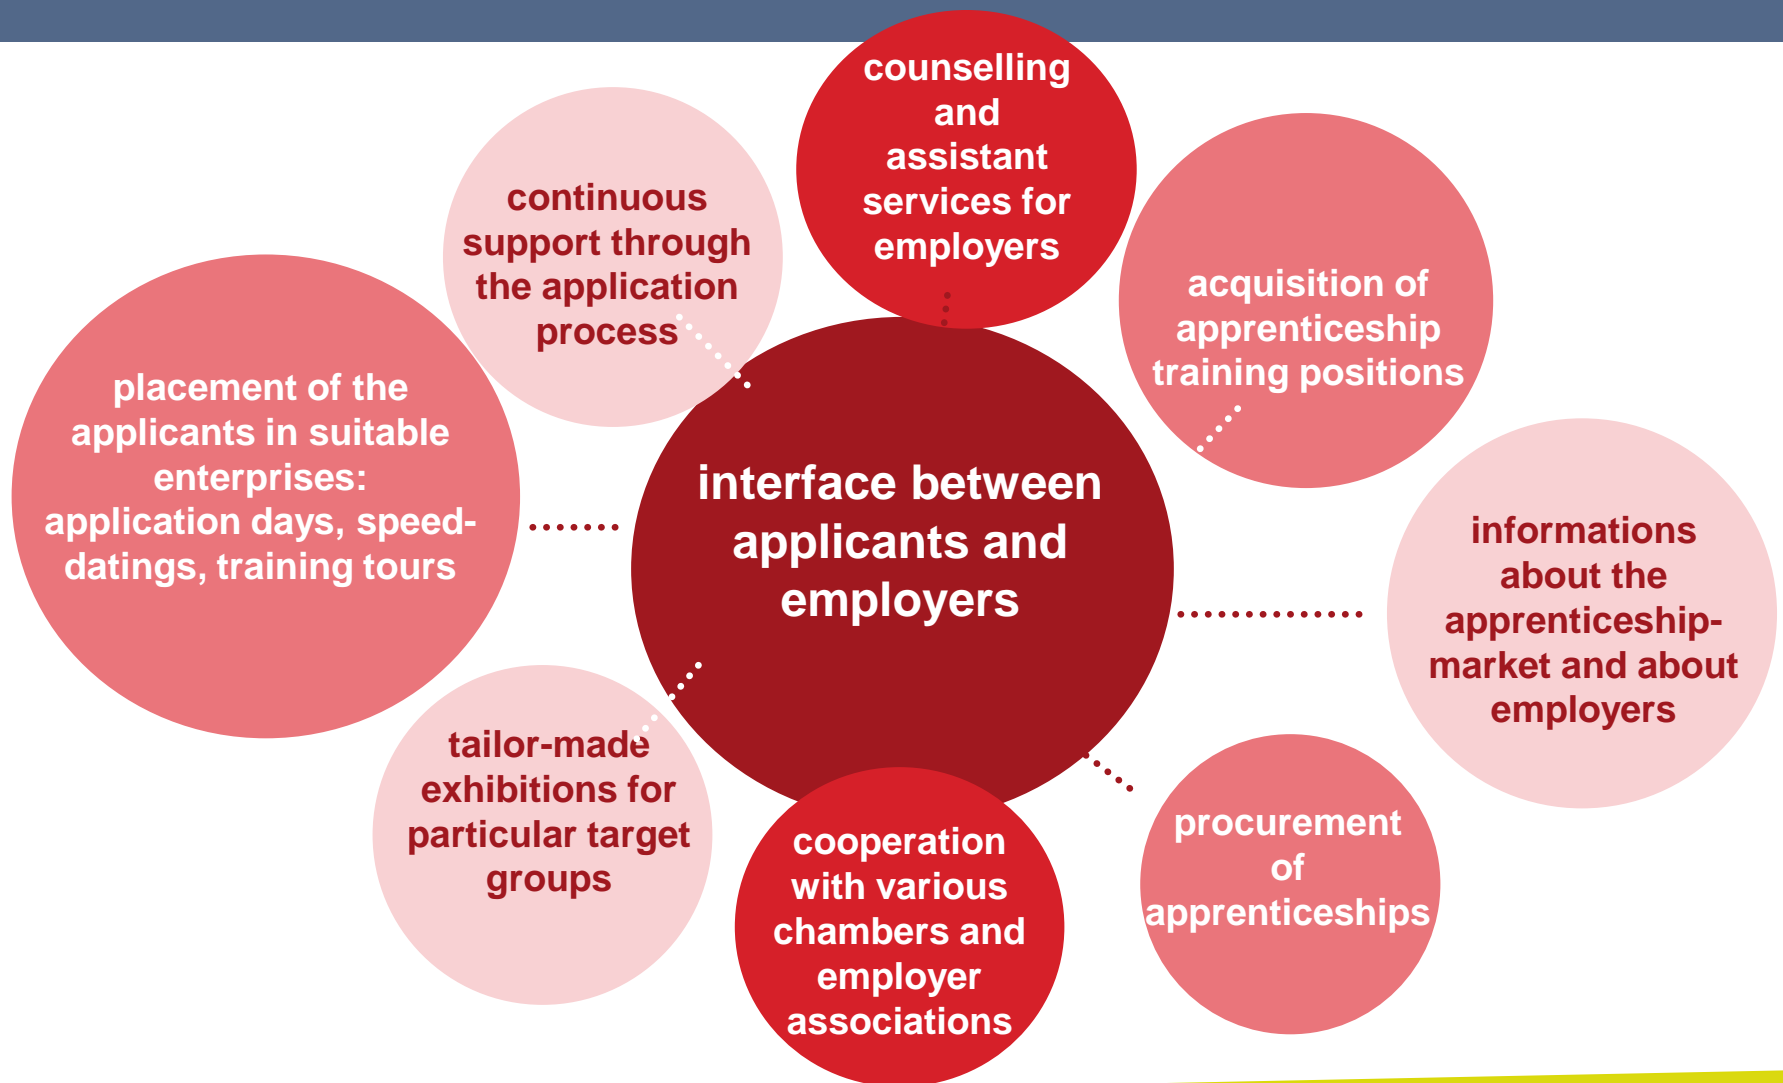 counselling
and
assistant
services for
employers
continuous
support through
the application
process
acquisition of
apprenticeship
training positions
placement of the
applicants in suitable
enterprises:
application days, speed-
datings, training tours
interface between
applicants and
employers
informations
about the
apprenticeship-
market and about
employers
tailor-made
exhibitions for
particular target
groups
cooperation
with various
chambers and
employer
associations
procurement
of
apprenticeships